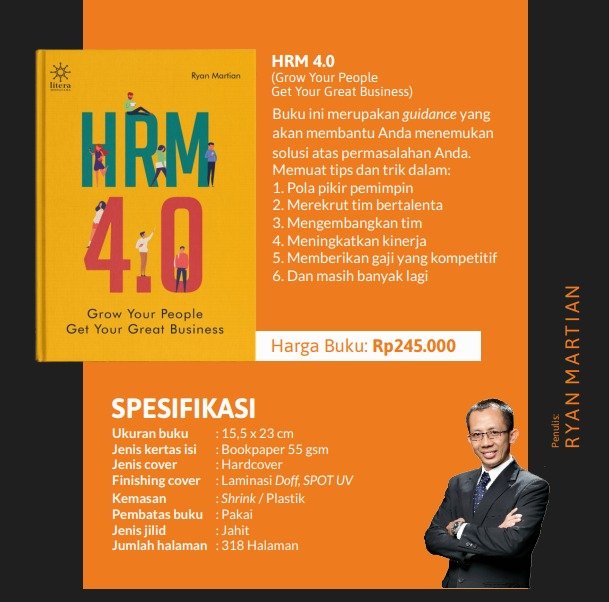 litera
Ryan Martian
HRM
4.0
Grow Your People
Get Your Great Business
HRM 4.0
(Grow Your People
Get Your Great Business)
Buku ini merupakan guidance yang
akan membantu Anda menemukan
solusi atas permasalahan Anda.
Memuat tips dan trik dalam:
1. Pola pikir pemimpin
2. Merekrut tim bertalenta
3. Mengembangkan tim
4. Meningkatkan kinerja
5. Memberikan gaji yang kompetitif
6. Dan masih banyak lagi
Harga Buku: Rp245.000
SPESIFIKASI
Ukuran buku : 15,5 x 23 cm
Jenis kertas isi : Bookpaper 55 gsm
Jenis cover : Hardcover
Finishing cover : Laminasi Doff, SPOT UV
Kemasan : Shrink / Plastik
Pembatas buku : Pakai
Jenis jilid : Jahit
Jumlah halaman : 318 Halaman
Penulis:
RYAN MARTIAN